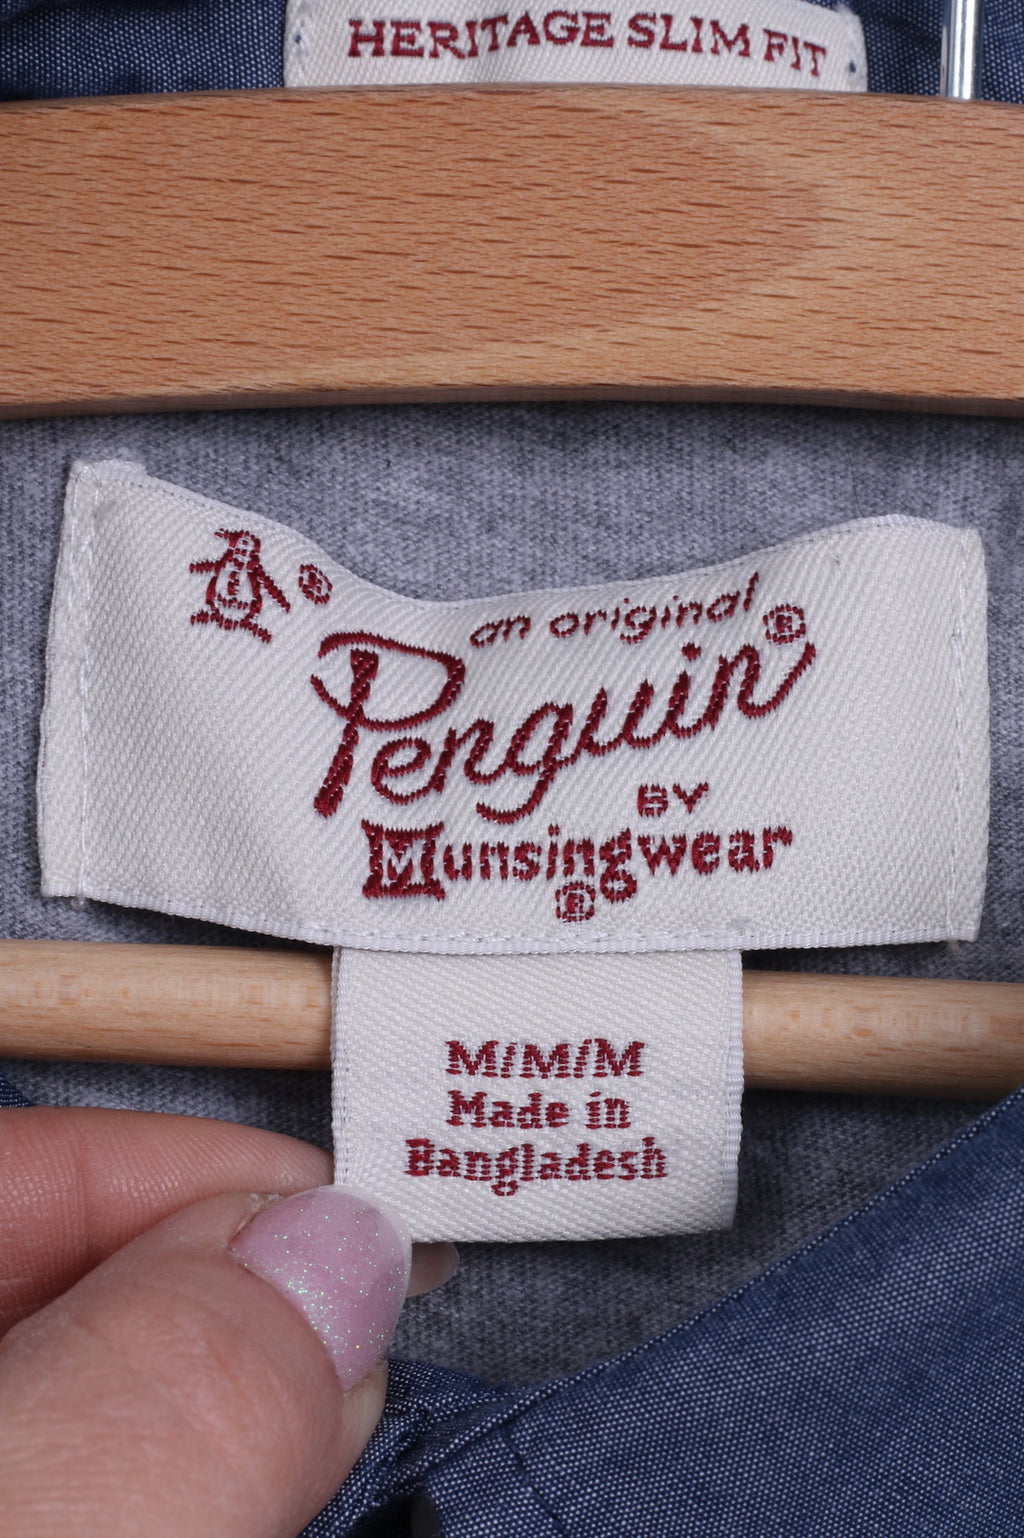 HERITAGE SLIM FIT
®
an original
Penguin®
BY
Munsingwear
®
M/M/M
Made in
Bangladesh